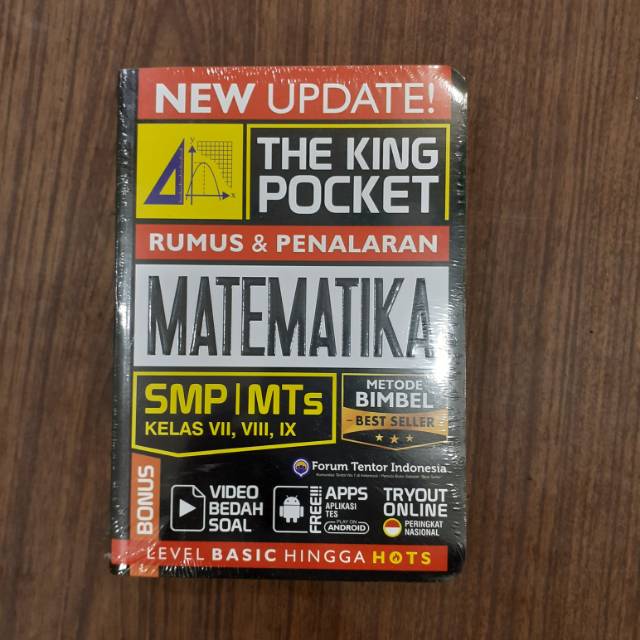 NEW UPDATE!
THE KING
POCKET
RUMUS & PENALARAN
MATEMATIKA
SMP | MTs
KELAS VII, VIII, IX
METODE
BIMBEL
BEST SELLER
Forum Tentor Indonesia
BONUS
VIDEO
BEDAH
SOAL
FREE!!!
APPS
APLIKASI
TES
PLAY ON
ANDROID
TRYOUT
ONLINE
PERINGKAT
NASIONAL
LEVEL BASIC HINGGA HOTS